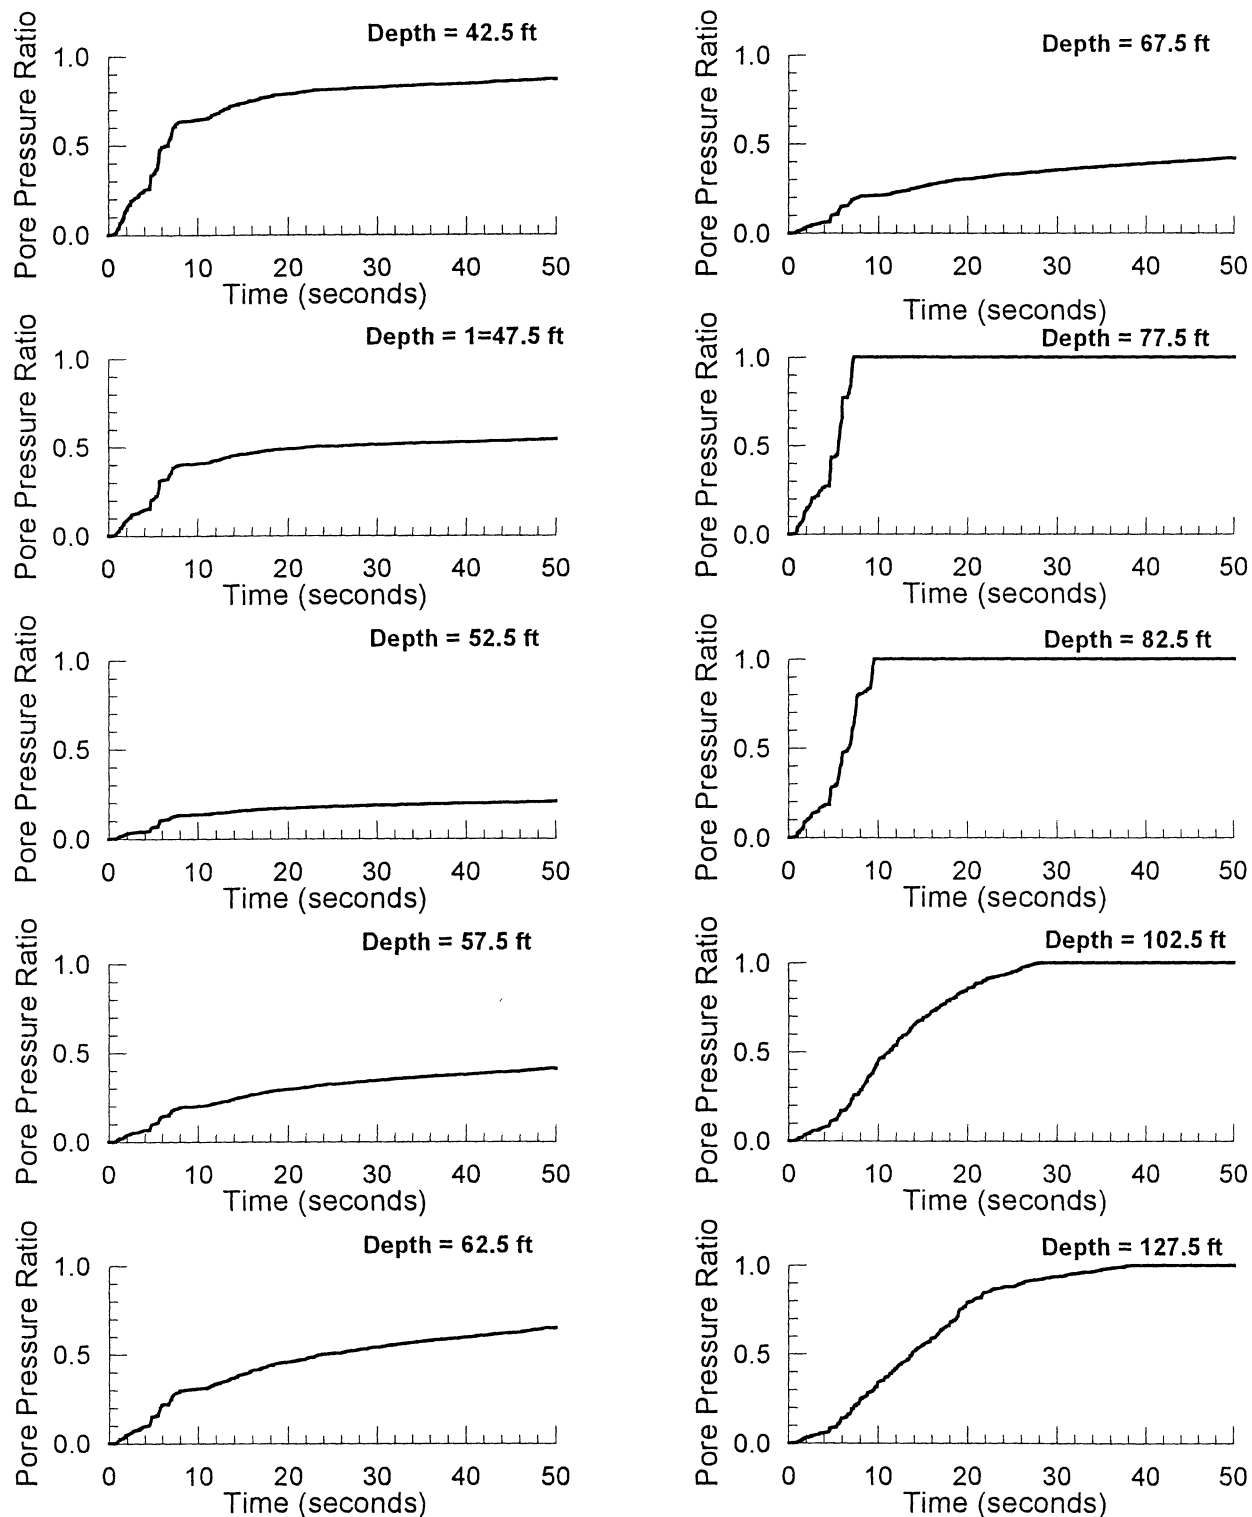 Depth = 42.5 ft
Pore Pressure Ratio
1.0
0.5
0.0
0 10 20 30 40 50
Time (seconds)
Depth = 1=47.5 ft
Pore Pressure Ratio
1.0
0.5
0.0
0 10 20 30 40 50
Time (seconds)
Depth = 52.5 ft
Pore Pressure Ratio
1.0
0.5
0.0
0 10 20 30 40 50
Time (seconds)
Depth = 57.5 ft
Pore Pressure Ratio
1.0
0.5
0.0
0 10 20 30 40 50
Time (seconds)
Depth = 62.5 ft
Pore Pressure Ratio
1.0
0.5
0.0
0 10 20 30 40 50
Time (seconds)
Depth = 67.5 ft
Pore Pressure Ratio
1.0
0.5
0.0
0 10 20 30 40 50
Time (seconds)
Depth = 77.5 ft
Pore Pressure Ratio
1.0
0.5
0.0
0 10 20 30 40 50
Time (seconds)
Depth = 82.5 ft
Pore Pressure Ratio
1.0
0.5
0.0
0 10 20 30 40 50
Time (seconds)
Depth = 102.5 ft
Pore Pressure Ratio
1.0
0.5
0.0
0 10 20 30 40 50
Time (seconds)
Depth = 127.5 ft
Pore Pressure Ratio
1.0
0.5
0.0
0 10 20 30 40 50
Time (seconds)